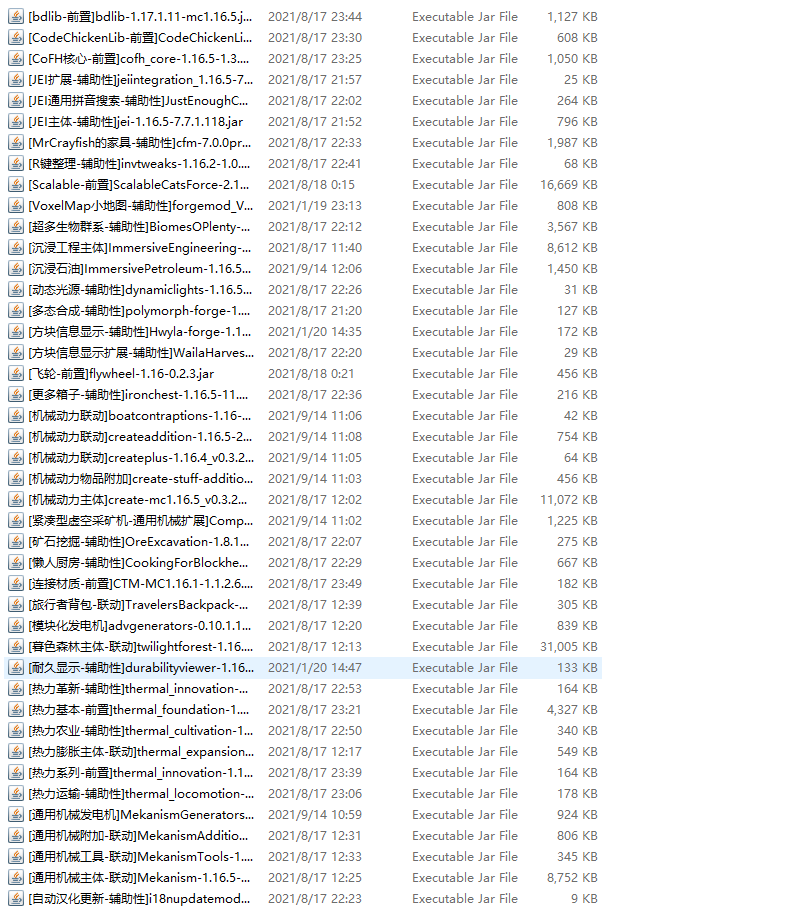 [bdlib-前置]bdlib-1.17.1.11-mc1.16.5.j... 2021/8/17 23:44 Executable Jar File 1,127 KB
[CodeChickenLib-前置]CodeChickenLi... 2021/8/17 23:30 Executable Jar File 608 KB
[CoFH核心-前置]cofh_core-1.16.5-1.3.... 2021/8/17 23:25 Executable Jar File 1,050 KB
[JEI扩展-辅助性]jeiintegration_1.16.5-7... 2021/8/17 21:57 Executable Jar File 25 KB
[JEI通用拼音搜索-辅助性]JustEnoughC... 2021/8/17 22:02 Executable Jar File 264 KB
[JEI主体-辅助性]jei-1.16.5-7.7.1.118.jar 2021/8/17 21:52 Executable Jar File 796 KB
[MrCrayfish的家具-辅助性]cfm-7.0.0pr... 2021/8/17 22:33 Executable Jar File 1,987 KB
[R键整理-辅助性]invtweaks-1.16.2-1.0.... 2021/8/17 22:41 Executable Jar File 68 KB
[Scalable-前置]ScalableCatsForce-2.1... 2021/8/18 0:15 Executable Jar File 16,669 KB
[VoxelMap小地图-辅助性]forgemod_V... 2021/1/19 23:13 Executable Jar File 808 KB
[超多生物群系-辅助性]BiomesOPlenty-... 2021/8/17 22:12 Executable Jar File 3,567 KB
[沉浸工程主体]ImmersiveEngineering-... 2021/8/17 11:40 Executable Jar File 8,612 KB
[沉浸石油]ImmersivePetroleum-1.16.5... 2021/9/14 12:06 Executable Jar File 1,450 KB
[动态光源-辅助性]dynamiclights-1.16.5... 2021/8/17 22:26 Executable Jar File 31 KB
[多态合成-辅助性]polymorph-forge-1.... 2021/8/17 21:20 Executable Jar File 127 KB
[方块信息显示-辅助性]Hwyla-forge-1.1... 2021/1/20 14:35 Executable Jar File 172 KB
[方块信息显示扩展-辅助性]WailaHarves... 2021/8/17 22:20 Executable Jar File 29 KB
[飞轮-前置]flywheel-1.16-0.2.3.jar 2021/8/18 0:21 Executable Jar File 456 KB
[更多箱子-辅助性]ironchest-1.16.5-11.... 2021/8/17 22:36 Executable Jar File 216 KB
[机械动力联动]boatcontraptions-1.16-... 2021/9/14 11:06 Executable Jar File 42 KB
[机械动力联动]createaddition-1.16.5-2... 2021/9/14 11:08 Executable Jar File 754 KB
[机械动力联动]createplus-1.16.4_v0.3.2... 2021/9/14 11:05 Executable Jar File 64 KB
[机械动力物品附加]create-stuff-additio... 2021/9/14 11:03 Executable Jar File 456 KB
[机械动力主体]create-mc1.16.5_v0.3.2... 2021/8/17 12:02 Executable Jar File 11,072 KB
[紧凑型虚空采矿机-通用机械扩展]Comp... 2021/9/14 11:02 Executable Jar File 1,225 KB
[矿石挖掘-辅助性]OreExcavation-1.8.1... 2021/8/17 22:07 Executable Jar File 275 KB
[懒人厨房-辅助性]CookingForBlockhe... 2021/8/17 22:29 Executable Jar File 667 KB
[连接材质-前置]CTM-MC1.16.1-1.1.2.6.... 2021/8/17 23:49 Executable Jar File 182 KB
[旅行者背包-联动]TravelersBackpack-... 2021/8/17 12:39 Executable Jar File 305 KB
[模块化发电机]advgenerators-0.10.1.1... 2021/8/17 12:20 Executable Jar File 839 KB
[暮色森林主体-联动]twilightforest-1.16.... 2021/8/17 12:13 Executable Jar File 31,005 KB
[耐久显示-辅助性]durabilityviewer-1.16... 2021/1/20 14:47 Executable Jar File 133 KB
[热力革新-辅助性]thermal_innovation-... 2021/8/17 22:53 Executable Jar File 164 KB
[热力基本-前置]thermal_foundation-1.... 2021/8/17 23:21 Executable Jar File 4,327 KB
[热力农业-辅助性]thermal_cultivation-1... 2021/8/17 22:50 Executable Jar File 340 KB
[热力膨胀主体-联动]thermal_expansion... 2021/8/17 12:17 Executable Jar File 549 KB
[热力系列-前置]thermal_innovation-1.1... 2021/8/17 23:39 Executable Jar File 164 KB
[热力运输-辅助性]thermal_locomotion-... 2021/8/17 23:06 Executable Jar File 178 KB
[通用机械发电机]MekanismGenerators... 2021/9/14 10:59 Executable Jar File 924 KB
[通用机械附加-联动]MekanismAdditio... 2021/8/17 12:31 Executable Jar File 806 KB
[通用机械工具-联动]MekanismTools-1.... 2021/8/17 12:33 Executable Jar File 345 KB
[通用机械主体-联动]Mekanism-1.16.5-... 2021/8/17 12:25 Executable Jar File 8,752 KB
[自动汉化更新-辅助性]i18nupdatemod... 2021/8/17 22:23 Executable Jar File 9 KB